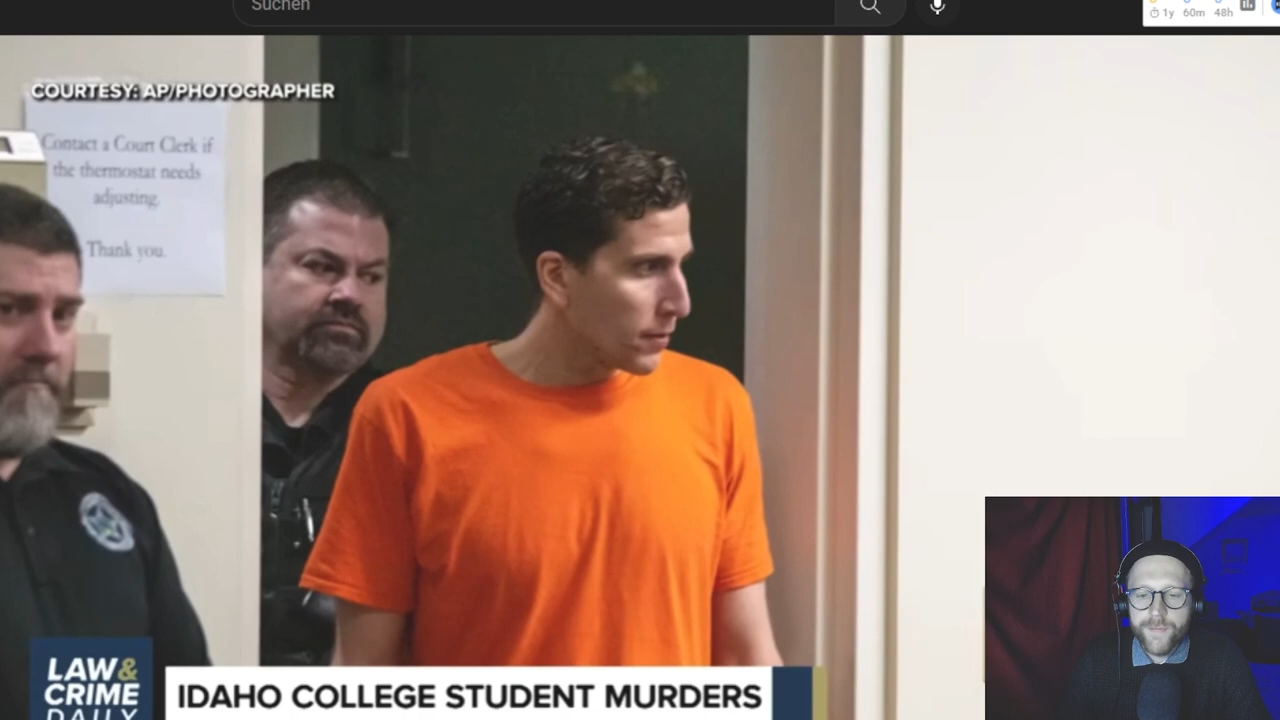 Suchen
1y 60m 48h
COURTESY: AP/PHOTOGRAPHER
Contact a Court Clerk if
the thermostat needs
adjusting.
Thank you.
LAW&
CRIME
DAILY
IDAHO COLLEGE STUDENT MURDERS